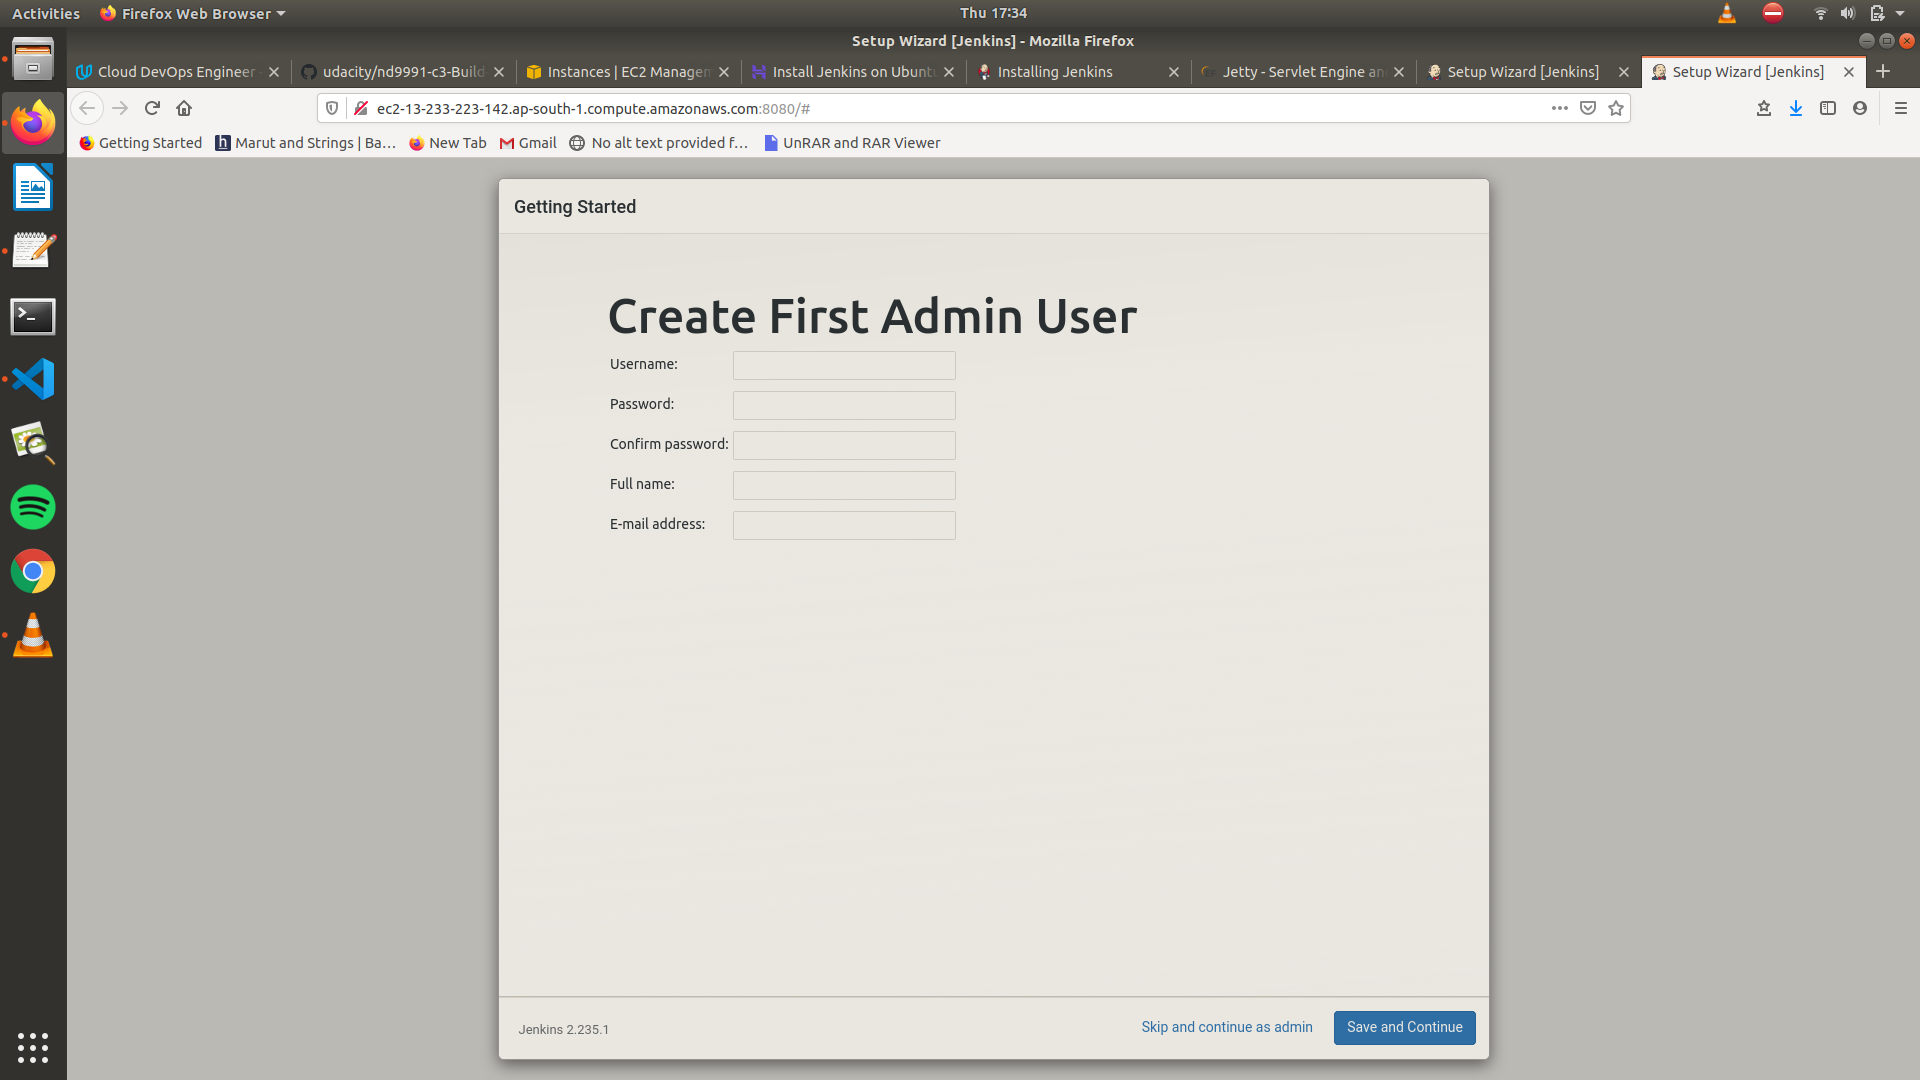 Activities
Firefox Web Browser
Thu 17:34
Setup Wizard [Jenkins] - Mozilla Firefox
Cloud DevOps Engineer
udacity/nd9991-c3-Build
Instances | EC2 Managem
Install Jenkins on Ubunt
Installing Jenkins
Jetty - Servlet Engine an
Setup Wizard [Jenkins]
Setup Wizard [Jenkins]
ec2-13-233-223-142.ap-south-1.compute.amazonaws.com:8080/#
Getting Started
Marut and Strings | Ba…
New Tab
Gmail
No alt text provided f…
UnRAR and RAR Viewer
Getting Started
Create First Admin User
Username:
Password:
Confirm password:
Full name:
E-mail address:
Jenkins 2.235.1
Skip and continue as admin
Save and Continue